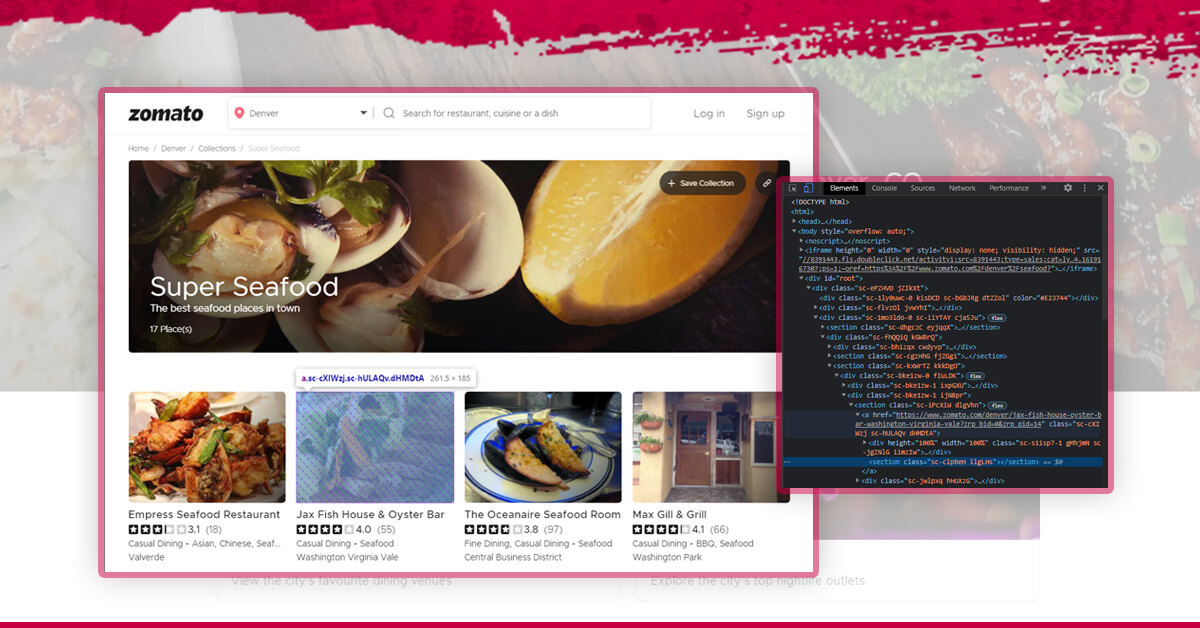 zomato
Denver
Search for restaurant, cuisine or a dish
Log in
Sign up
Home / Denver / Collections / Super Seafood
+ Save Collection
Super Seafood
The best seafood places in town
17 Place(s)
a.sc-cXIWzj.sc-hULAQv.dHMDtA 261.5 × 185
Empress Seafood Restaurant
3.1 (18)
Casual Dining - Asian, Chinese, Seaf...
Valverde
Jax Fish House & Oyster Bar
4.0 (55)
Casual Dining - Seafood
Washington Virginia Vale
The Oceanaire Seafood Room
3.8 (97)
Fine Dining, Casual Dining - Seafood
Central Business District
Max Gill & Grill
4.1 (66)
Casual Dining - BBQ, Seafood
Washington Park
Elements Console Sources Network Performance »
<!DOCTYPE html>
<html>
<head>…</head>
<body style="overflow: auto;">
<noscript>…</noscript>
<iframe height="0" width="0" style="display: none; visibility: hidden;" src=
"//8391443.fls.doubleclick.net/activityi;src=8391443;type=sales;cat=lv_4.16191
67307;ps=1;~oref=https%3A%2F%2Fwww.zomato.com%2Fdenver%2Fseafood?">…</iframe>
<div id="root">
<div class="sc-ePZHVD jZIkXT">
<div class="sc-1ly0uwc-0 kisDCD sc-bGbJRg dtZZol" color="#E23744"></div>
<div class="sc-flvzOl jvwYhI">…</div>
<div class="sc-1mo3ldo-0 sc-iiYTAY cjaSJu"> flex
<section class="sc-dhgczC eyjqqX">…</section>
<div class="sc-fhQQiQ kGWBrQ">
<div class="sc-bhizqx cwdyvp">…</div>
<section class="sc-cgzHhG fjZGgi">…</section>
<section class="sc-kxWrTZ kkkDgO">
<div class="sc-bke1zw-0 fIuLDK"> flex
<div class="sc-bke1zw-1 ixpGXU">…</div>
<div class="sc-bke1zw-1 ijhBpr">
<section class="sc-iPcXiW dlgVhn"> flex
<a href="https://www.zomato.com/denver/jax-fish-house-oyster-b
ar-washington-virginia-vale?zrp_bid=0&zrp_pid=14" class="sc-cXI
Wzj sc-hULAQv dHMDtA">
<div height="100%" width="100%" class="sc-s1isp7-1 gMhjmN sc
-jgZNlG iimzIW">…</div>
<section class="sc-clpBeH llgLHs"></section> == $0
</a>
<div class="sc-jwlpxq hHoXzG">…</div>
View the city's favourite dining venues
Explore the city's top nightlife outlets